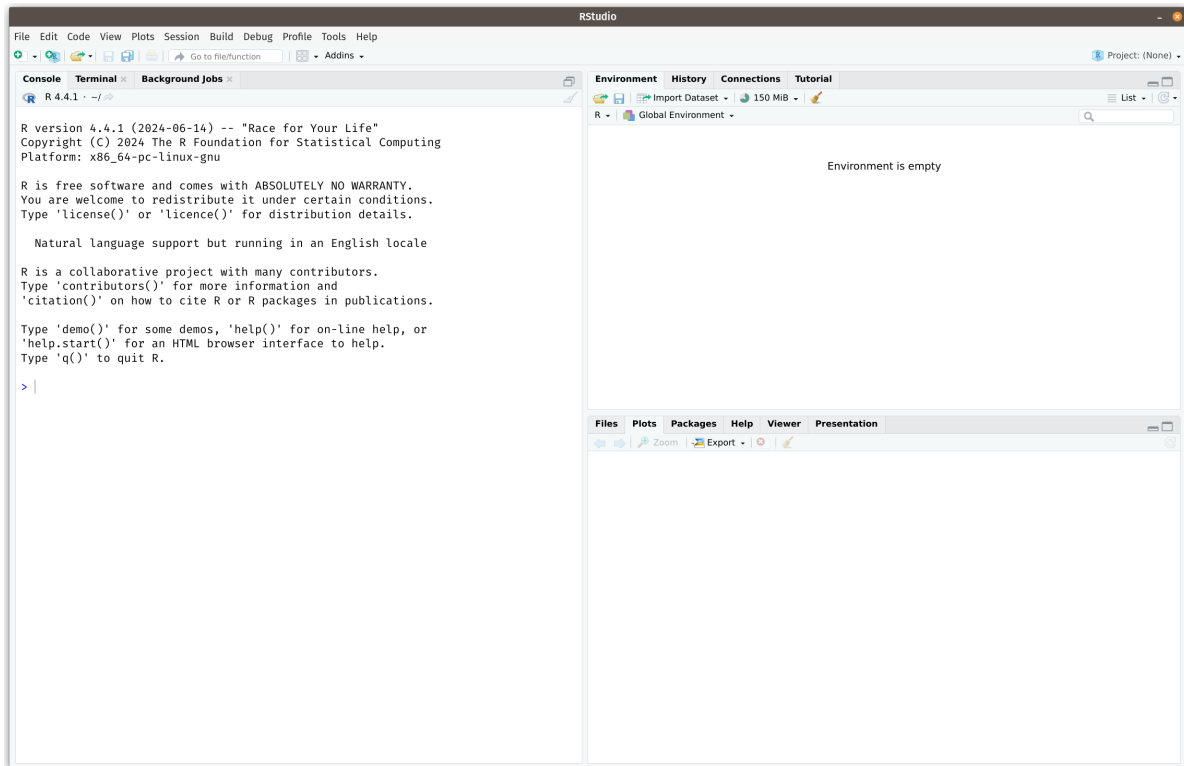 RStudio
File Edit Code View Plots Session Build Debug Profile Tools Help
Go to file/function Addins Project: (None)
Console Terminal Background Jobs
R 4.4.1 · ~/
R version 4.4.1 (2024-06-14) -- "Race for Your Life"
Copyright (C) 2024 The R Foundation for Statistical Computing
Platform: x86_64-pc-linux-gnu
R is free software and comes with ABSOLUTELY NO WARRANTY.
You are welcome to redistribute it under certain conditions.
Type 'license()' or 'licence()' for distribution details.
Natural language support but running in an English locale
R is a collaborative project with many contributors.
Type 'contributors()' for more information and
'citation()' on how to cite R or R packages in publications.
Type 'demo()' for some demos, 'help()' for on-line help, or
'help.start()' for an HTML browser interface to help.
Type 'q()' to quit R.
>
Environment History Connections Tutorial
Import Dataset 150 MiB List
R Global Environment
Environment is empty
Files Plots Packages Help Viewer Presentation
Zoom Export